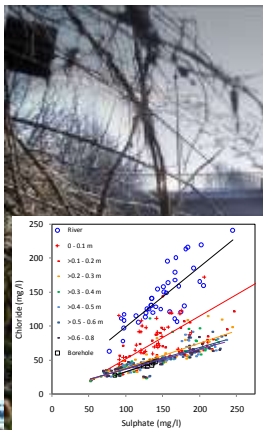 250
200
150
100
50
0
Chloride (mg /l)
River
0 - 0.1 m
>0.1 - 0.2 m
>0.2 - 0.3 m
>0.3 - 0.4 m
>0.4 - 0.5 m
>0.5 - 0.6 m
>0.6 - 0.8
Borehole
0 50 100 150 200 250
Sulphate (mg/l)